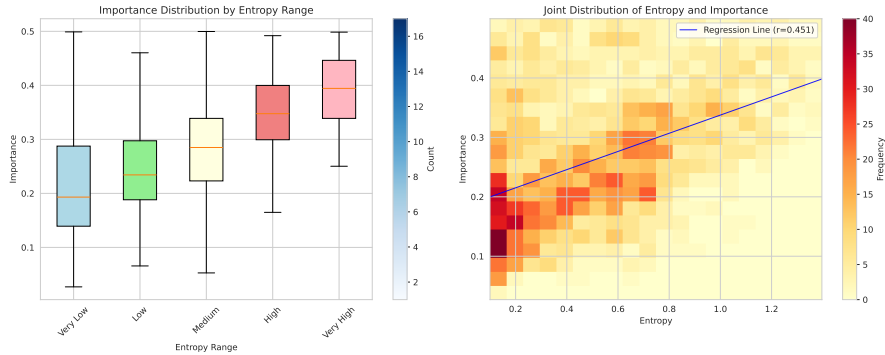 Importance Distribution by Entropy Range
0.5
0.4
0.3
0.2
0.1
Importance
Very Low
Low
Medium
High
Very High
Entropy Range
16
14
12
10
8
6
4
2
Count
Joint Distribution of Entropy and Importance
Regression Line (r=0.451)
0.4
0.3
0.2
0.1
Importance
0.2
0.4
0.6
0.8
1.0
1.2
Entropy
40
35
30
25
20
15
10
5
0
Frequency